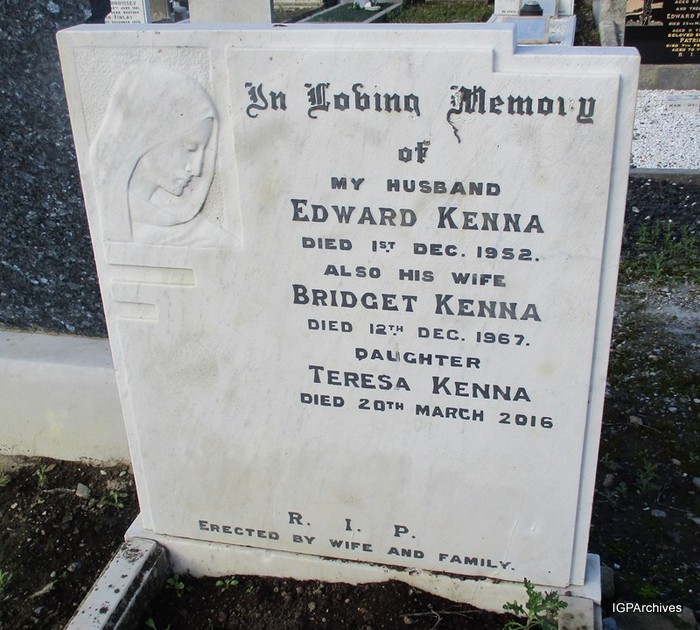 In Loving Memory
of
MY HUSBAND
EDWARD KENNA
DIED 1ST DEC. 1952.
ALSO HIS WIFE
BRIDGET KENNA
DIED 12TH DEC. 1967.
DAUGHTER
TERESA KENNA
DIED 20TH MARCH 2016
R. I. P.
ERECTED BY WIFE AND FAMILY.
IGPArchives